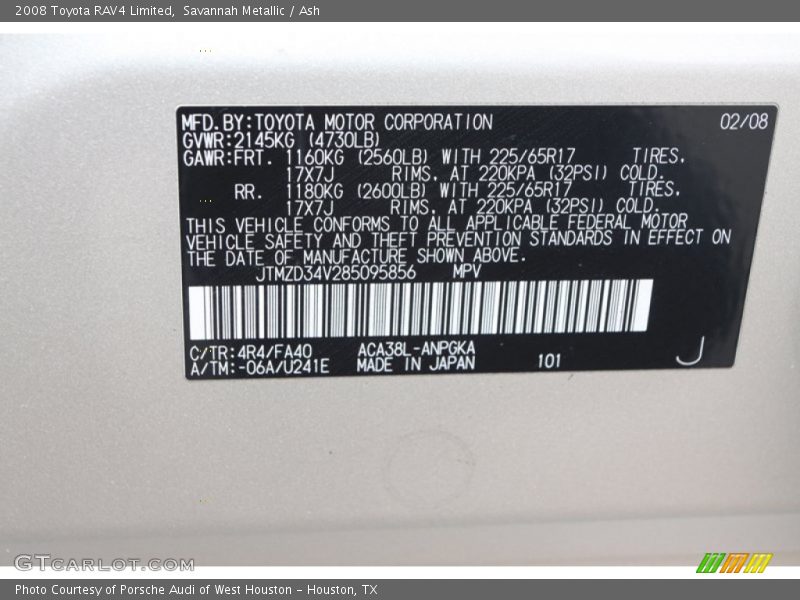 2008 Toyota RAV4 Limited, Savannah Metallic / Ash
MFD. BY: TOYOTA MOTOR CORPORATION 02/08
GVWR: 2145KG (4730LB)
GAWR: FRT. 1160KG (2560LB) WITH 225/65R17 TIRES,
17X7J RIMS, AT 220KPA (32PSI) COLD.
RR. 1180KG (2600LB) WITH 225/65R17 TIRES,
17X7J RIMS, AT 220KPA (32PSI) COLD.
THIS VEHICLE CONFORMS TO ALL APPLICABLE FEDERAL MOTOR
VEHICLE SAFETY AND THEFT PREVENTION STANDARDS IN EFFECT ON
THE DATE OF MANUFACTURE SHOWN ABOVE.
JTMZD34V285095856 MPV
C/TR: 4R4/FA40 ACA38L-ANPGKA
A/TM: -06A/U241E MADE IN JAPAN 101 J
GTCARLOT.COM
Photo Courtesy of Porsche Audi of West Houston - Houston, TX